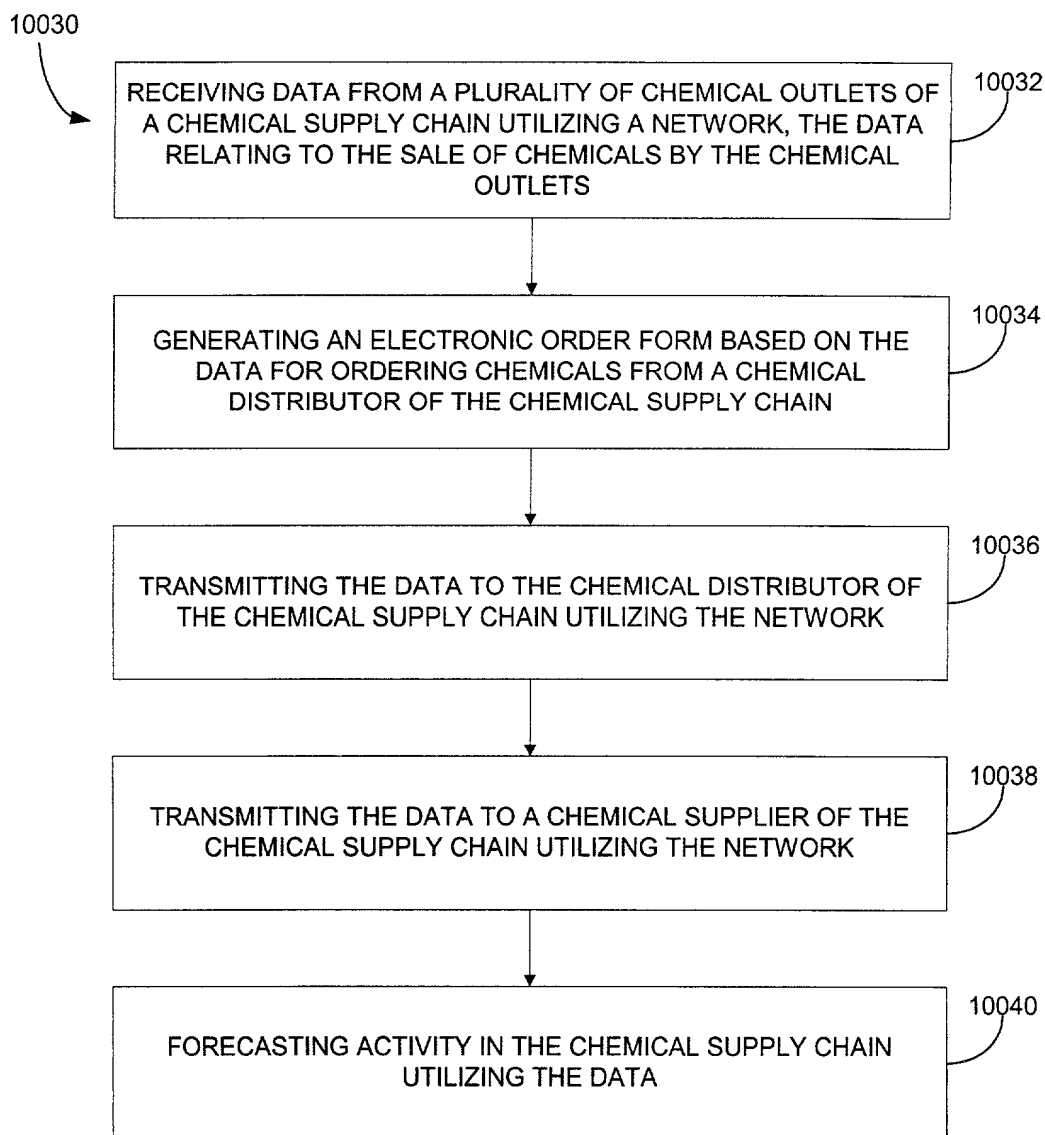 10030
RECEIVING DATA FROM A PLURALITY OF CHEMICAL OUTLETS OF
A CHEMICAL SUPPLY CHAIN UTILIZING A NETWORK, THE DATA
RELATING TO THE SALE OF CHEMICALS BY THE CHEMICAL
OUTLETS
10032
GENERATING AN ELECTRONIC ORDER FORM BASED ON THE
DATA FOR ORDERING CHEMICALS FROM A CHEMICAL
DISTRIBUTOR OF THE CHEMICAL SUPPLY CHAIN
10034
TRANSMITTING THE DATA TO THE CHEMICAL DISTRIBUTOR OF
THE CHEMICAL SUPPLY CHAIN UTILIZING THE NETWORK
10036
TRANSMITTING THE DATA TO A CHEMICAL SUPPLIER OF THE
CHEMICAL SUPPLY CHAIN UTILIZING THE NETWORK
10038
FORECASTING ACTIVITY IN THE CHEMICAL SUPPLY CHAIN
UTILIZING THE DATA
10040